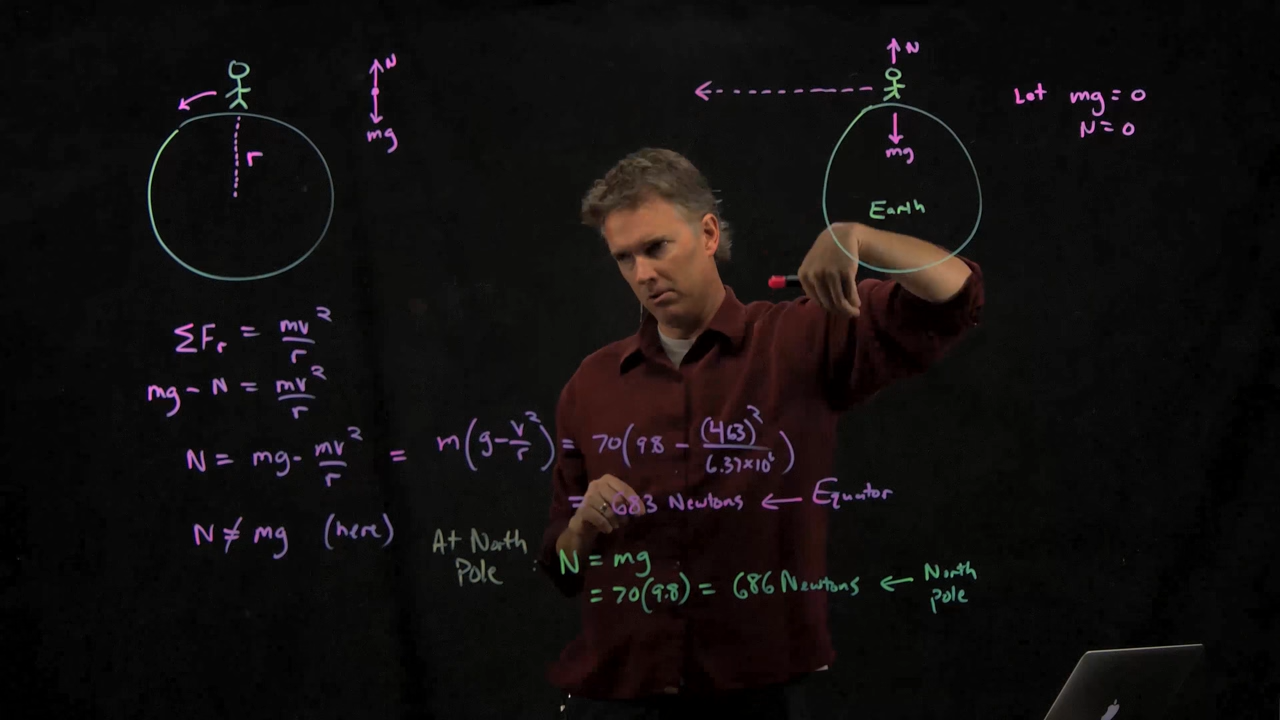 N
mg
r
N
mg
Earth
Let mg = 0
N = 0
ΣFr = mv²/r
mg - N = mv²/r
N = mg - mv²/r = m(g - v²/r) = 70(9.8 - (463)²/6.37×10⁶)
= 683 Newtons ← Equator
N ≠ mg (here)
At North
Pole :
N = mg
= 70(9.8) = 686 Newtons ← North
pole